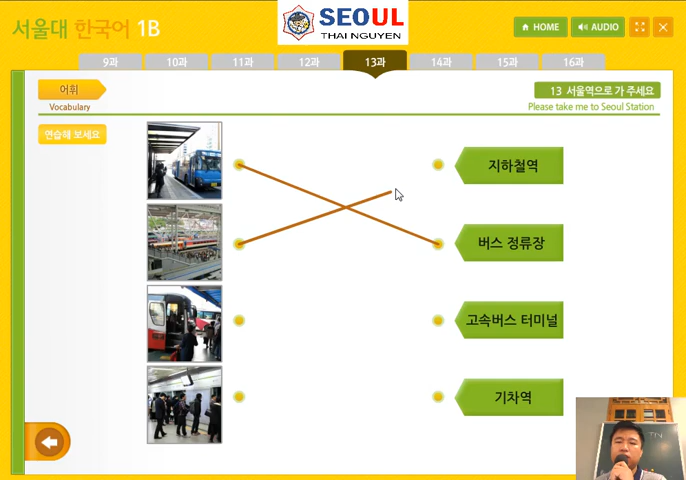 서울대 한국어 1B
SEOUL
THAI NGUYEN
HOME
AUDIO
9과
10과
11과
12과
13과
14과
15과
16과
어휘
Vocabulary
13 서울역으로 가 주세요
Please take me to Seoul Station
연습해 보세요
지하철역
버스 정류장
고속버스 터미널
기차역
TN